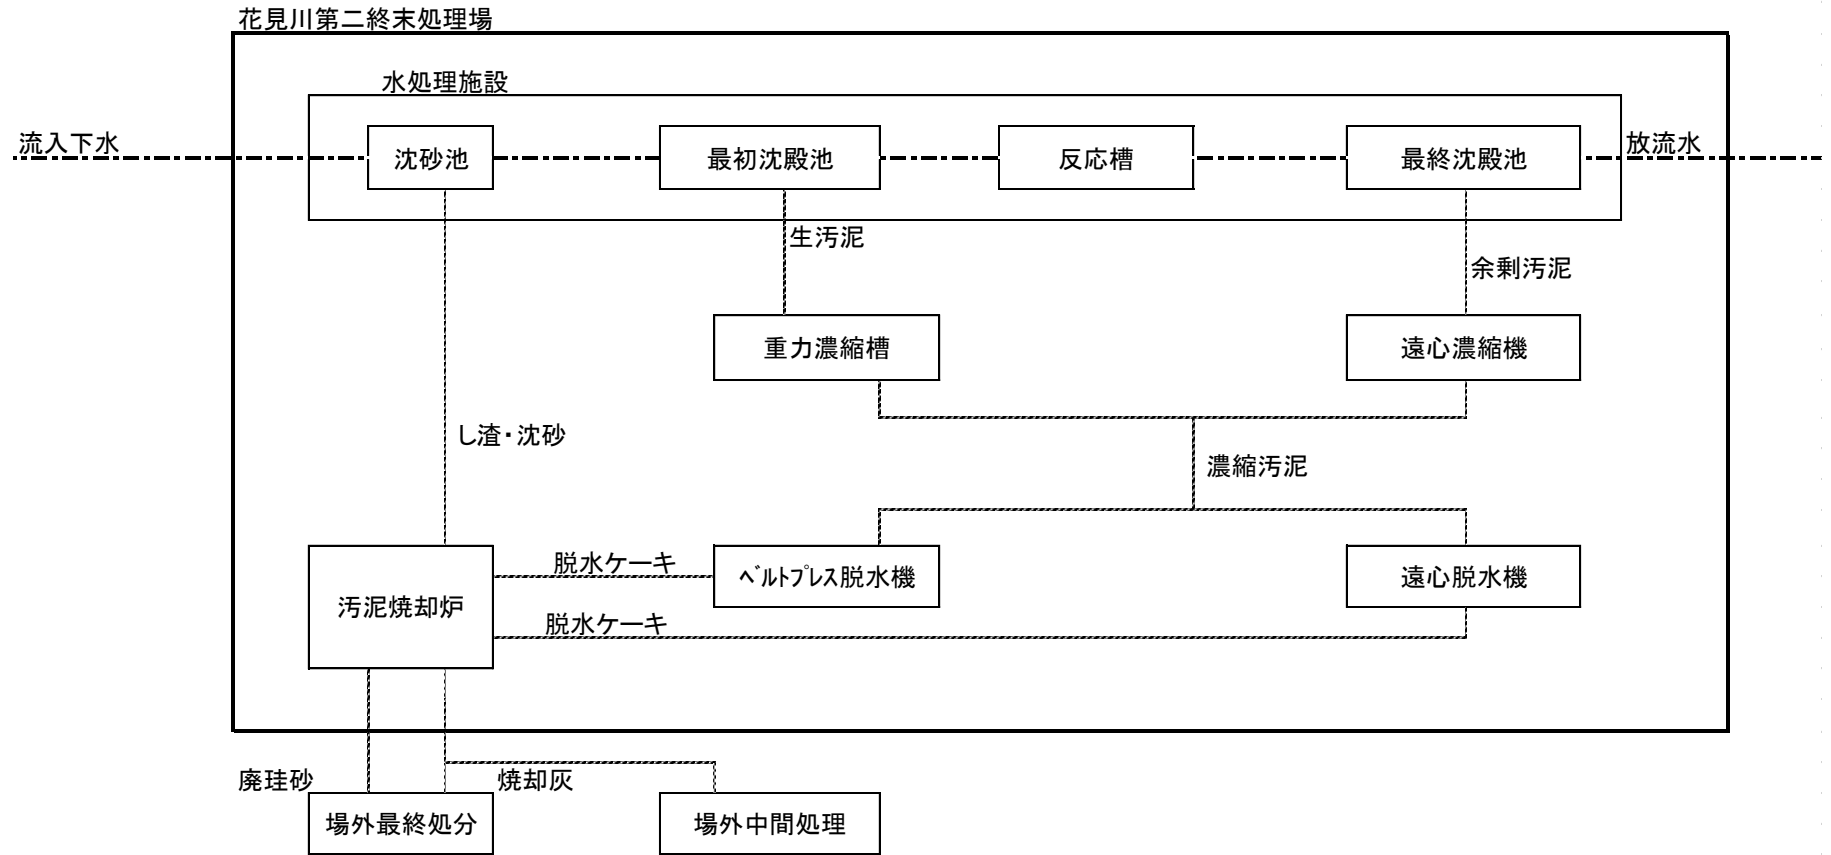 花見川第二終末処理場
水処理施設
流入下水
沈砂池
最初沈殿池
反応槽
最終沈殿池
放流水
生汚泥
余剰汚泥
重力濃縮槽
遠心濃縮機
し渣・沈砂
濃縮汚泥
脱水ケーキ
ﾍﾞﾙﾄﾌﾟﾚｽ脱水機
遠心脱水機
汚泥焼却炉
脱水ケーキ
廃珪砂
焼却灰
場外最終処分
場外中間処理